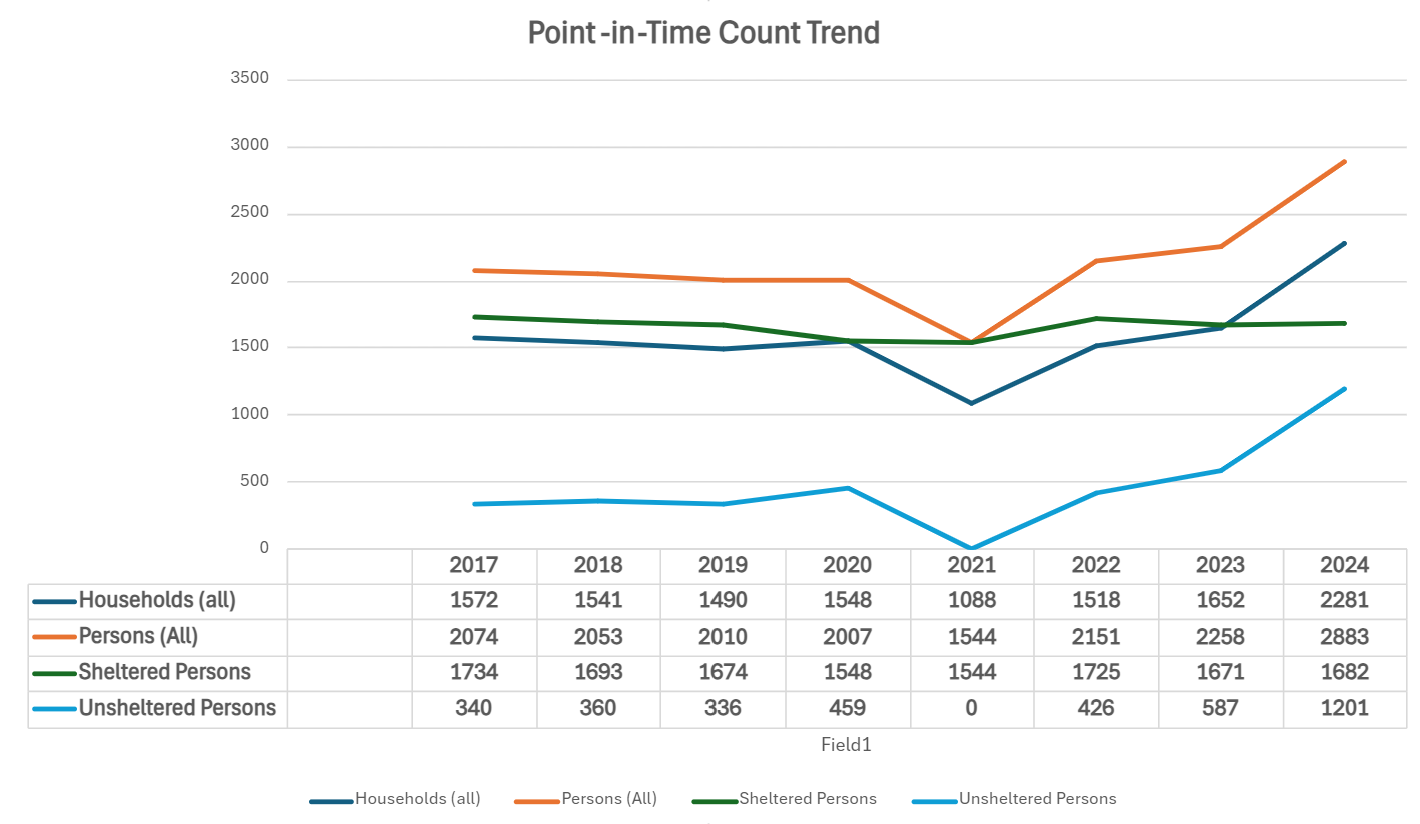 Point-in-Time Count Trend
3500
3000
2500
2000
1500
1000
500
0
2017 2018 2019 2020 2021 2022 2023 2024
Households (all) 1572 1541 1490 1548 1088 1518 1652 2281
Persons (All) 2074 2053 2010 2007 1544 2151 2258 2883
Sheltered Persons 1734 1693 1674 1548 1544 1725 1671 1682
Unsheltered Persons 340 360 336 459 0 426 587 1201
Field1
Households (all) Persons (All) Sheltered Persons Unsheltered Persons